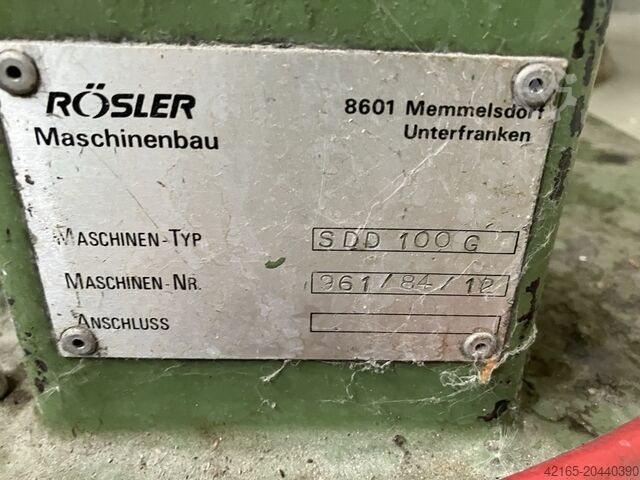 RÖSLER
Maschinenbau
8601 Memmelsdorf
Unterfranken
MASCHINEN-TYP SDD 100 G
MASCHINEN-NR. 961/84/12
ANSCHLUSS
42165-20440390